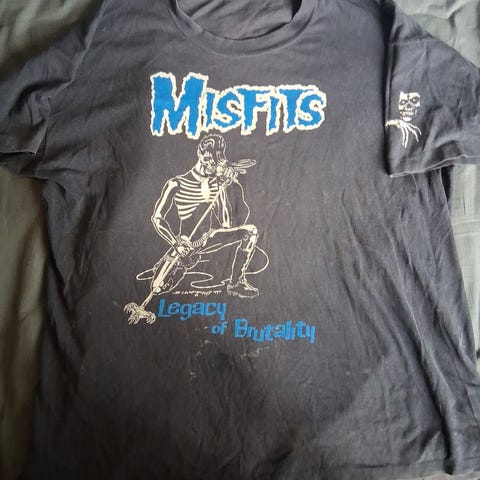 MISFITS
Legacy
of Brutality